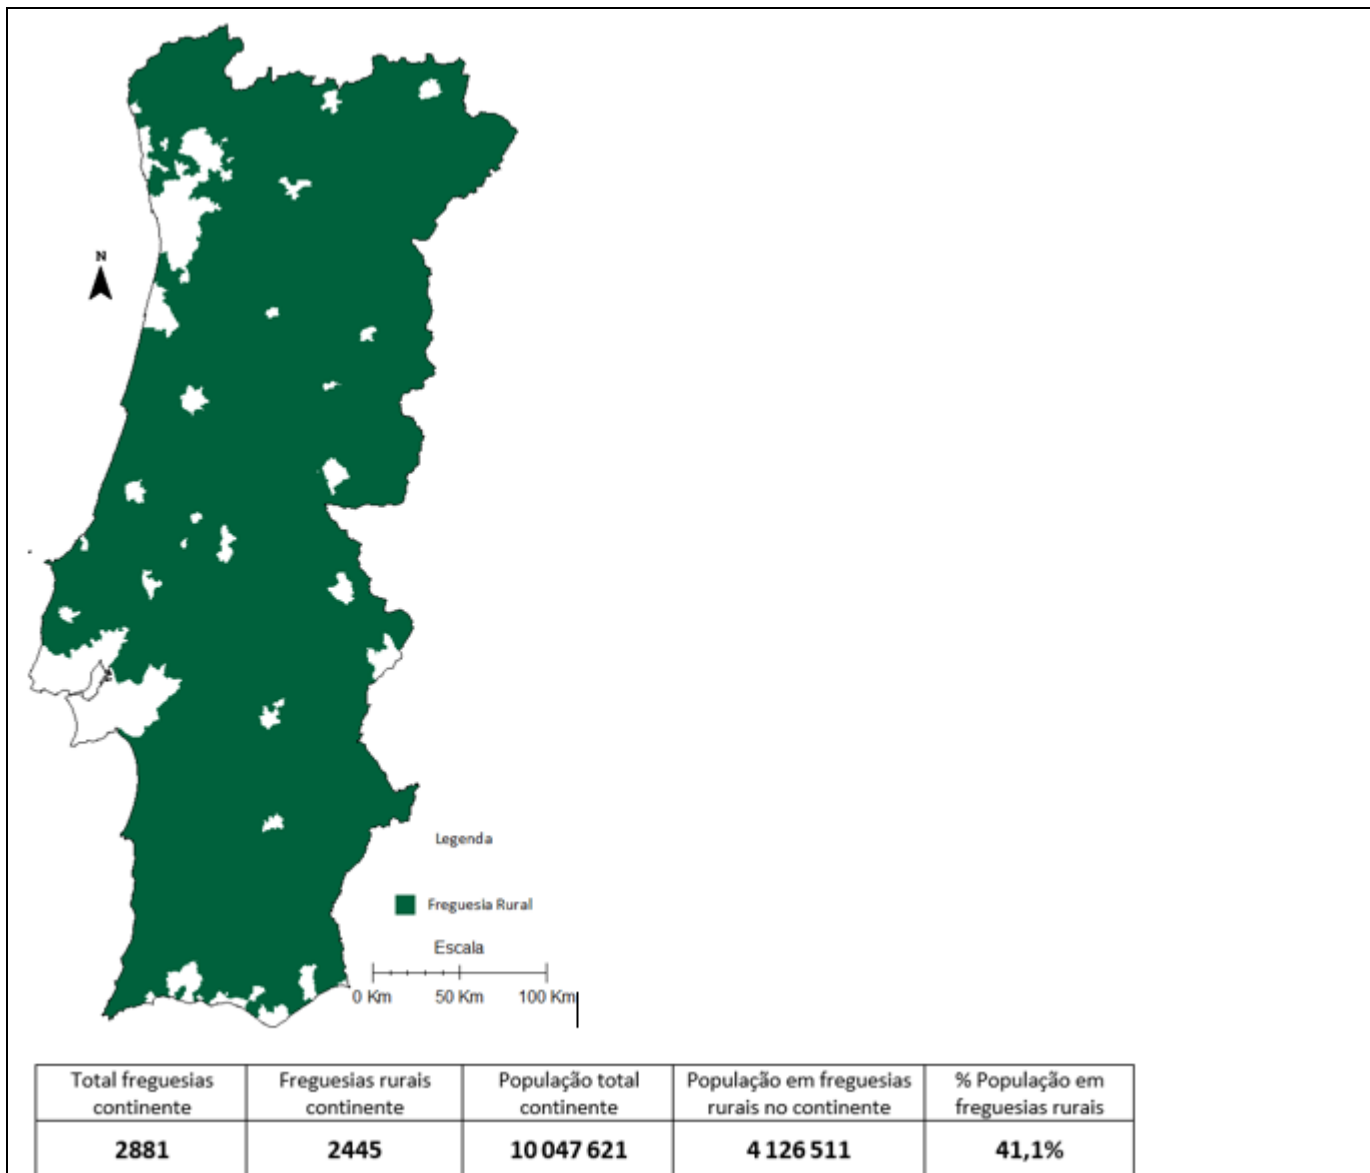 N
Legenda
Freguesia Rural
Escala
0 Km 50 Km 100 Km
Total freguesias continente
Freguesias rurais continente
População total continente
População em freguesias rurais no continente
% População em freguesias rurais
2881 2445 10 047 621 4 126 511 41,1%